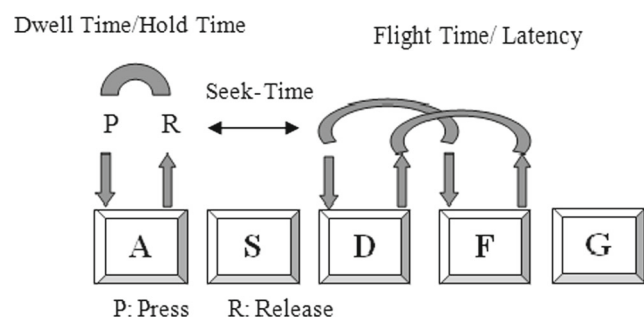 Dwell Time/Hold Time
Flight Time/ Latency
Seek-Time
P R
A S D F G
P: Press R: Release